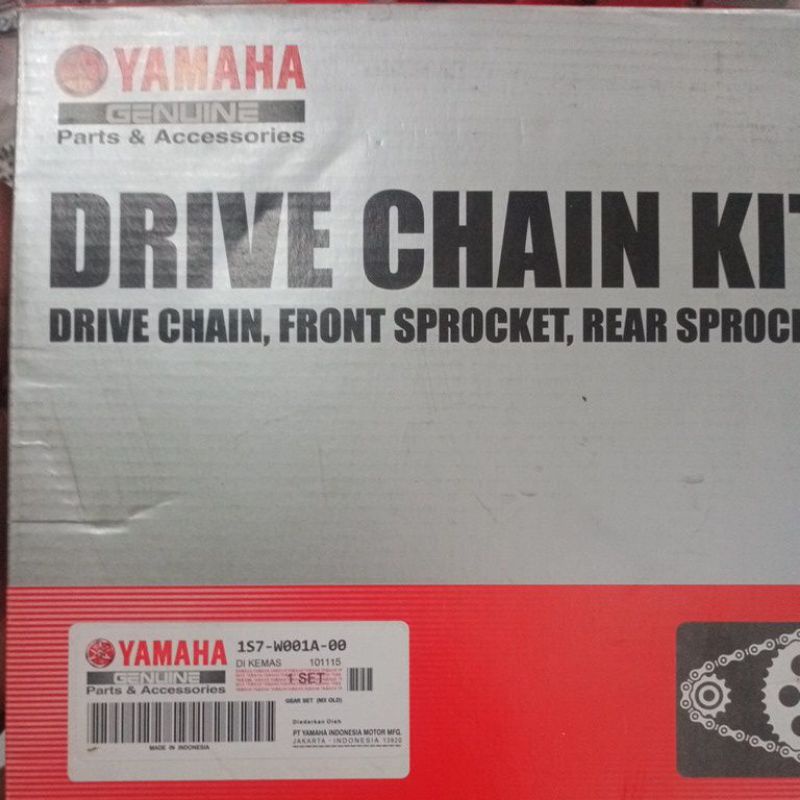 YAMAHA
GENUINE
Parts & Accessories
DRIVE CHAIN KIT
DRIVE CHAIN, FRONT SPROCKET, REAR SPROC
YAMAHA 1S7-W001A-00
GENUINE DI KEMAS 101115
Parts & Accessories 1 SET
GEAR SET (MX OLD)
Diedarkan Oleh
PT YAMAHA INDONESIA MOTOR MFG.
MADE IN INDONESIA JAKARTA - INDONESIA 13920